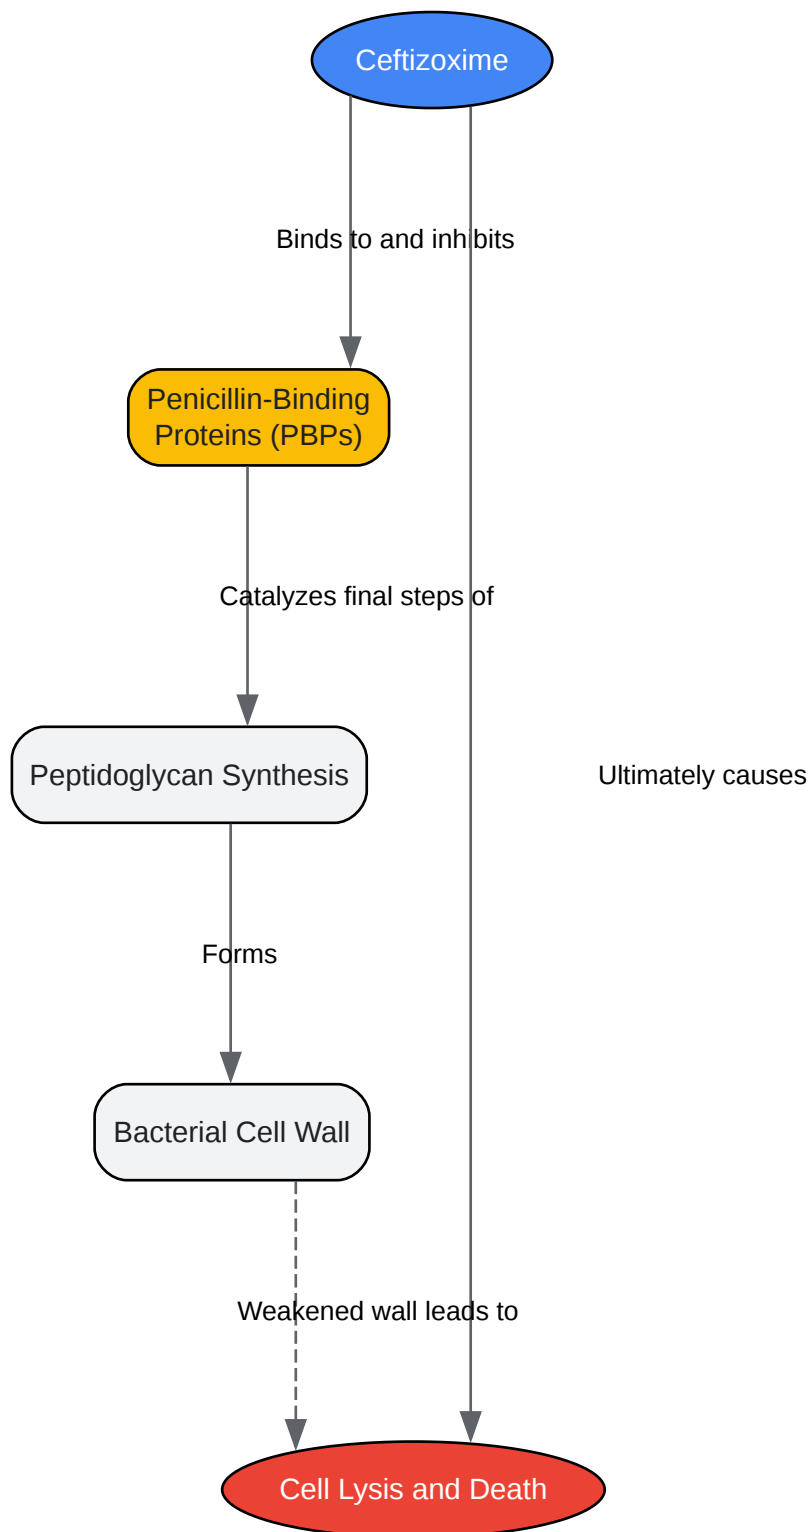 Ceftizoxime
Binds to and inhibits
Penicillin-Binding
Proteins (PBPs)
Catalyzes final steps of
Peptidoglycan Synthesis
Ultimately causes
Forms
Bacterial Cell Wall
Weakened wall leads to
Cell Lysis and Death